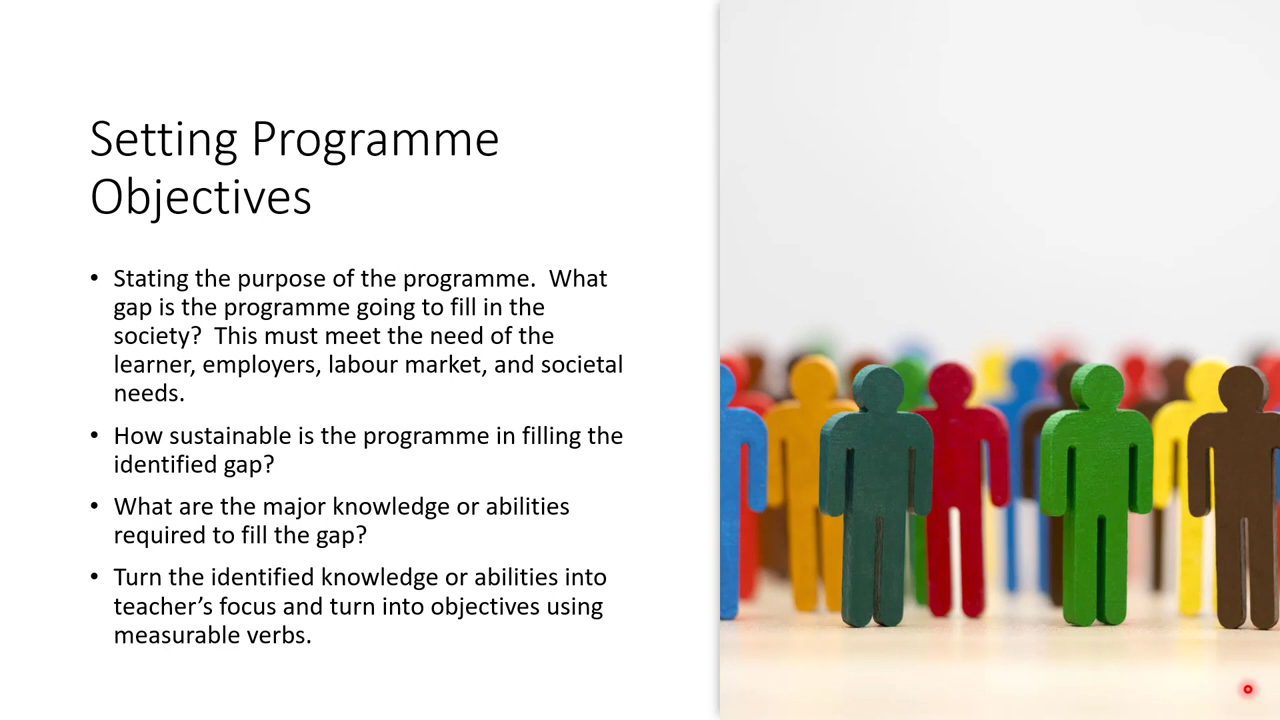 Setting Programme
Objectives
• Stating the purpose of the programme.  What
gap is the programme going to fill in the
society?  This must meet the need of the
learner, employers, labour market, and societal
needs.
• How sustainable is the programme in filling the
identified gap?
• What are the major knowledge or abilities
required to fill the gap?
• Turn the identified knowledge or abilities into
teacher’s focus and turn into objectives using
measurable verbs.